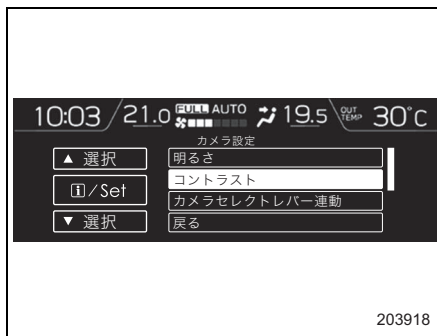 10:03 21.0 FULL AUTO 19.5 OUT TEMP 30°C
カメラ設定
▲ 選択
明るさ
コントラスト
i/Set
カメラセレクトレバー連動
▼ 選択
戻る
203918